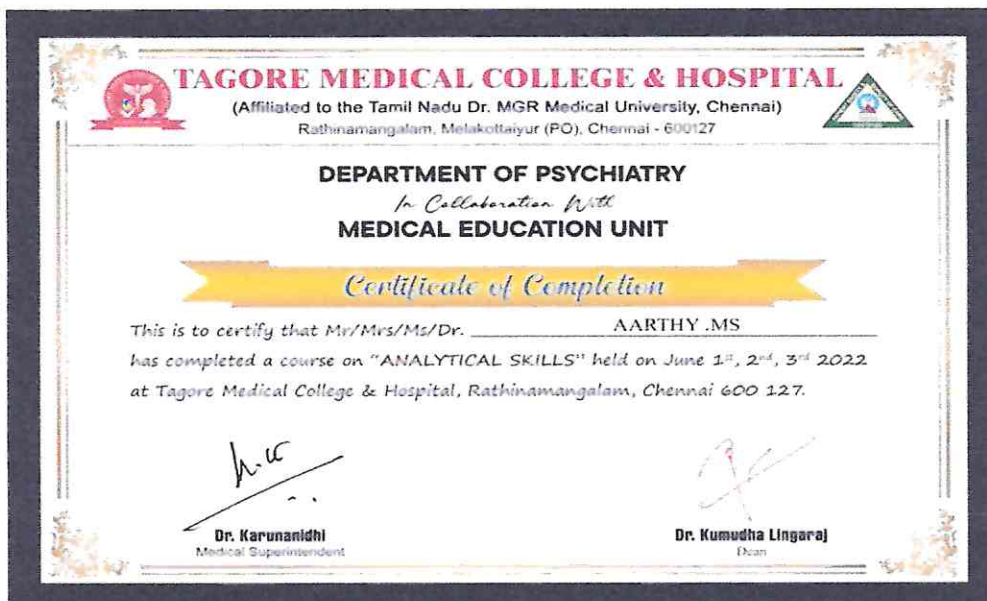 TAGORE MEDICAL COLLEGE & HOSPITAL
(Affiliated to the Tamil Nadu Dr. MGR Medical University, Chennai)
Rathinamangalam, Melakottaiyur (PO), Chennai - 600127
DEPARTMENT OF PSYCHIATRY
In Collaboration With
MEDICAL EDUCATION UNIT
Certificate of Completion
This is to certify that Mr/Mrs/Ms/Dr. AARTHY .MS
has completed a course on "ANALYTICAL SKILLS" held on June 1st, 2nd, 3rd 2022
at Tagore Medical College & Hospital, Rathinamangalam, Chennai 600 127.
Dr. Karunanidhi
Medical Superintendent
Dr. Kumudha Lingaraj
Dean